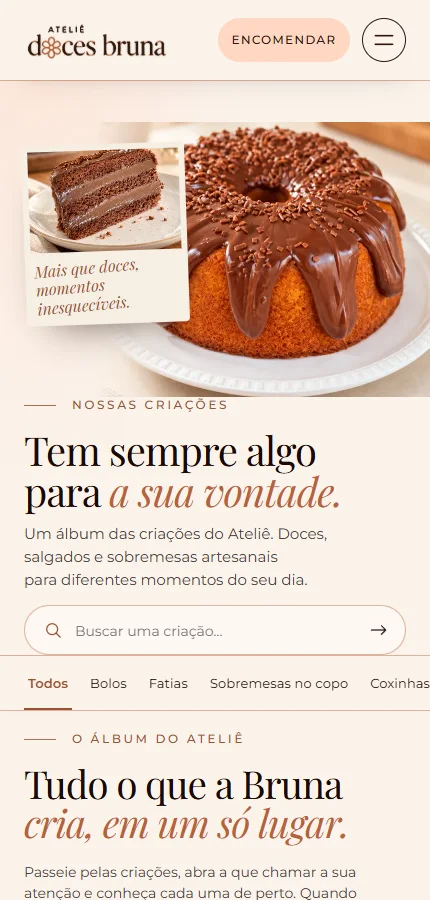 ATELIÊ
doces bruna
ENCOMENDAR
Mais que doces,
momentos
inesquecíveis.
NOSSAS CRIAÇÕES
Tem sempre algo
para a sua vontade.
Um álbum das criações do Ateliê. Doces,
salgados e sobremesas artesanais
para diferentes momentos do seu dia.
Buscar uma criação...
Todos Bolos Fatias Sobremesas no copo Coxinhas
O ÁLBUM DO ATELIÊ
Tudo o que a Bruna
cria, em um só lugar.
Passeie pelas criações, abra a que chamar a sua
atenção e conheça cada uma de perto. Quando